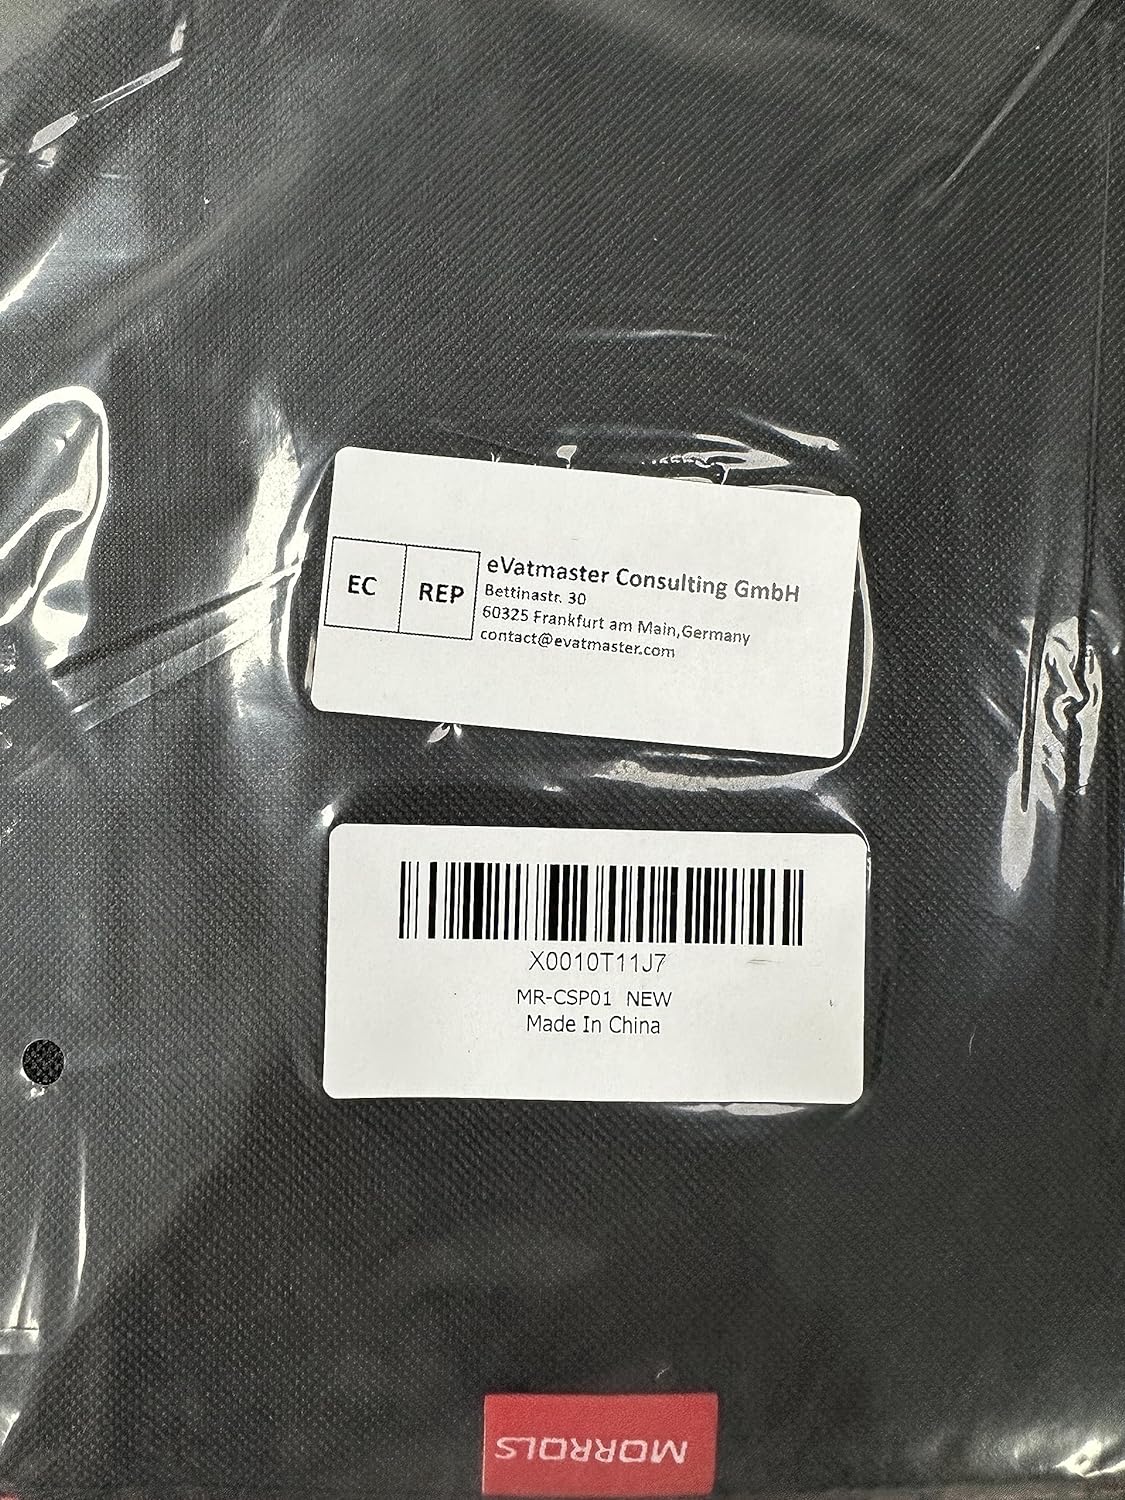 EC REP
eVatmaster Consulting GmbH
Bettinastr. 30
60325 Frankfurt am Main,Germany
contact@evatmaster.com
X0010T11J7
MR-CSP01 NEW
Made In China
MORROLS